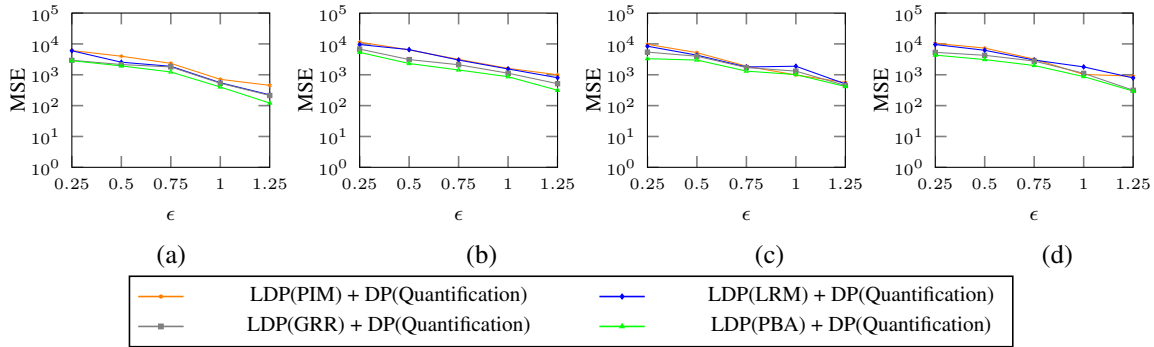 10^5 10^4 10^3 10^2 10^1 10^0
MSE
0.25 0.5 0.75 1 1.25
ϵ
(a)
10^5 10^4 10^3 10^2 10^1 10^0
MSE
0.25 0.5 0.75 1 1.25
ϵ
(b)
10^5 10^4 10^3 10^2 10^1 10^0
MSE
0.25 0.5 0.75 1 1.25
ϵ
(c)
10^5 10^4 10^3 10^2 10^1 10^0
MSE
0.25 0.5 0.75 1 1.25
ϵ
(d)
LDP(PIM) + DP(Quantification) LDP(LRM) + DP(Quantification)
LDP(GRR) + DP(Quantification) LDP(PBA) + DP(Quantification)